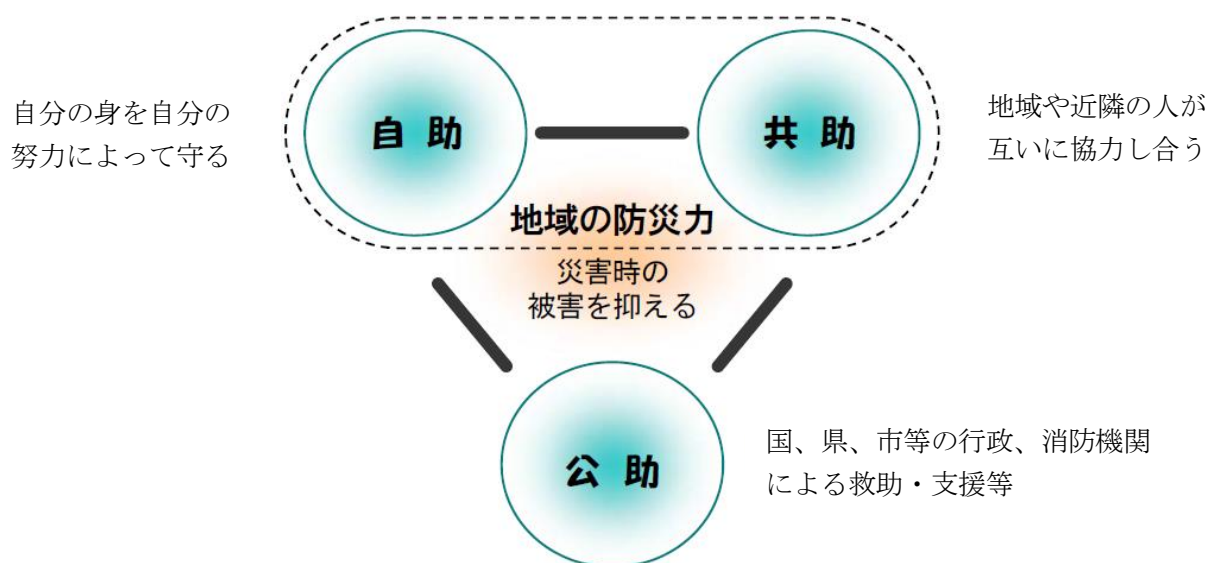 自助
共助
自分の身を自分の
努力によって守る
地域や近隣の人が
互いに協力し合う
地域の防災力
災害時の
被害を抑える
公助
国、県、市等の行政、消防機関
による救助・支援等